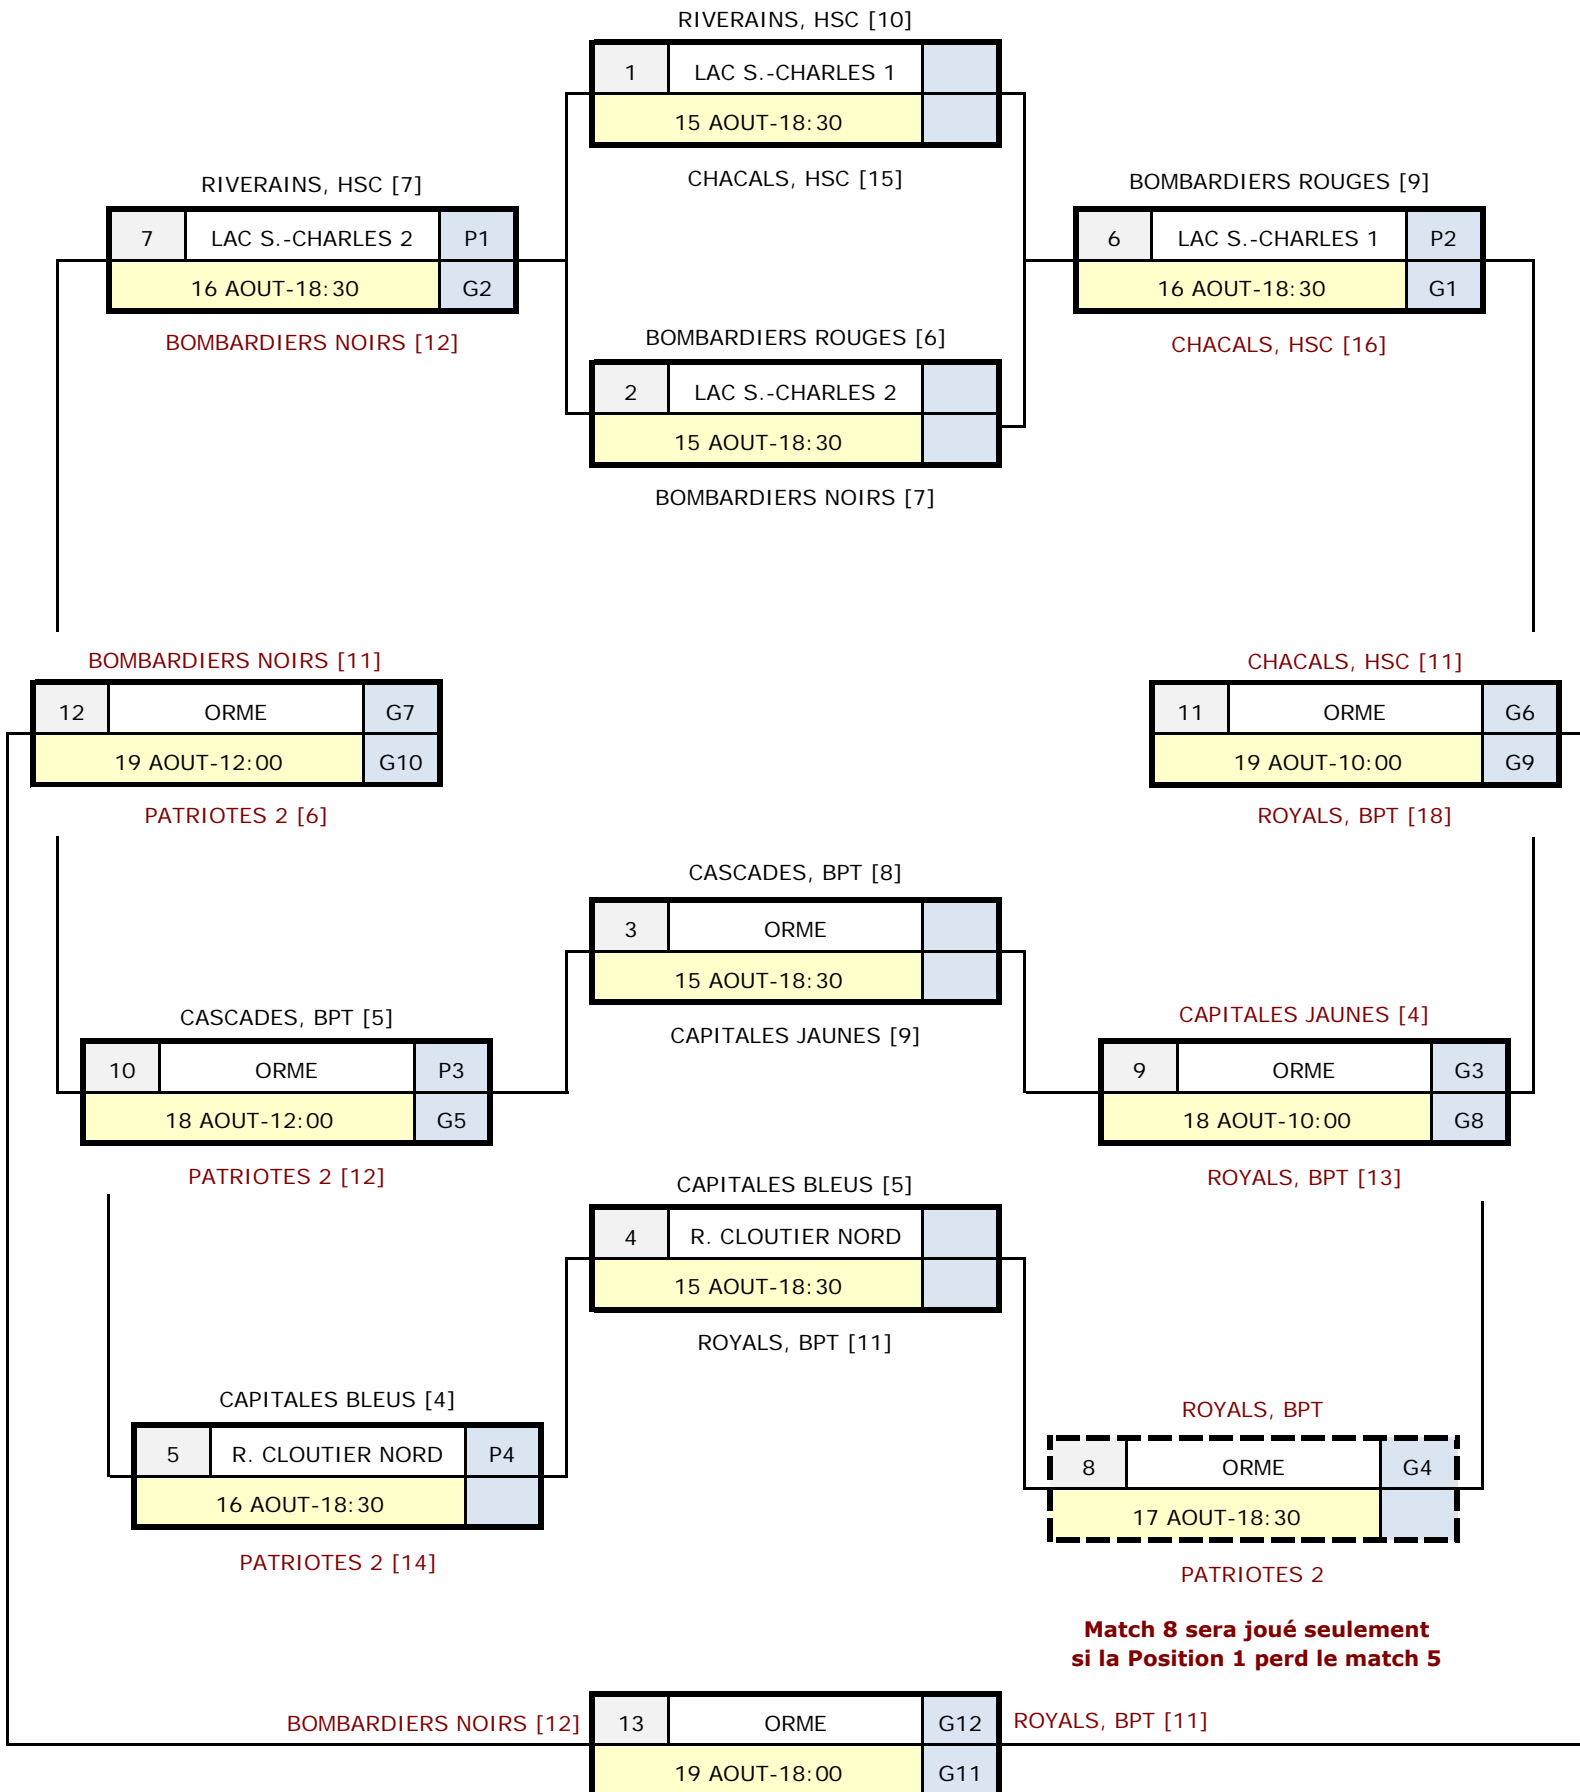 RIVERAINS, HSC [10]
1 LAC S.-CHARLES 1
15 AOUT-18:30
CHACALS, HSC [15]
RIVERAINS, HSC [7]
7 LAC S.-CHARLES 2 P1
16 AOUT-18:30 G2
BOMBARDIERS NOIRS [12]
BOMBARDIERS ROUGES [9]
6 LAC S.-CHARLES 1 P2
16 AOUT-18:30 G1
CHACALS, HSC [16]
BOMBARDIERS ROUGES [6]
2 LAC S.-CHARLES 2
15 AOUT-18:30
BOMBARDIERS NOIRS [7]
BOMBARDIERS NOIRS [11]
12 ORME G7
19 AOUT-12:00 G10
PATRIOTES 2 [6]
CHACALS, HSC [11]
11 ORME G6
19 AOUT-10:00 G9
ROYALS, BPT [18]
CASCADES, BPT [8]
3 ORME
15 AOUT-18:30
CAPITALES JAUNES [9]
CASCADES, BPT [5]
10 ORME P3
18 AOUT-12:00 G5
PATRIOTES 2 [12]
CAPITALES JAUNES [4]
9 ORME G3
18 AOUT-10:00 G8
ROYALS, BPT [13]
CAPITALES BLEUS [5]
4 R. CLOUTIER NORD
15 AOUT-18:30
ROYALS, BPT [11]
CAPITALES BLEUS [4]
5 R. CLOUTIER NORD P4
16 AOUT-18:30
PATRIOTES 2 [14]
ROYALS, BPT
8 ORME G4
17 AOUT-18:30
PATRIOTES 2
Match 8 sera joué seulement
si la Position 1 perd le match 5
BOMBARDIERS NOIRS [12] 13 ORME G12 ROYALS, BPT [11]
19 AOUT-18:00 G11